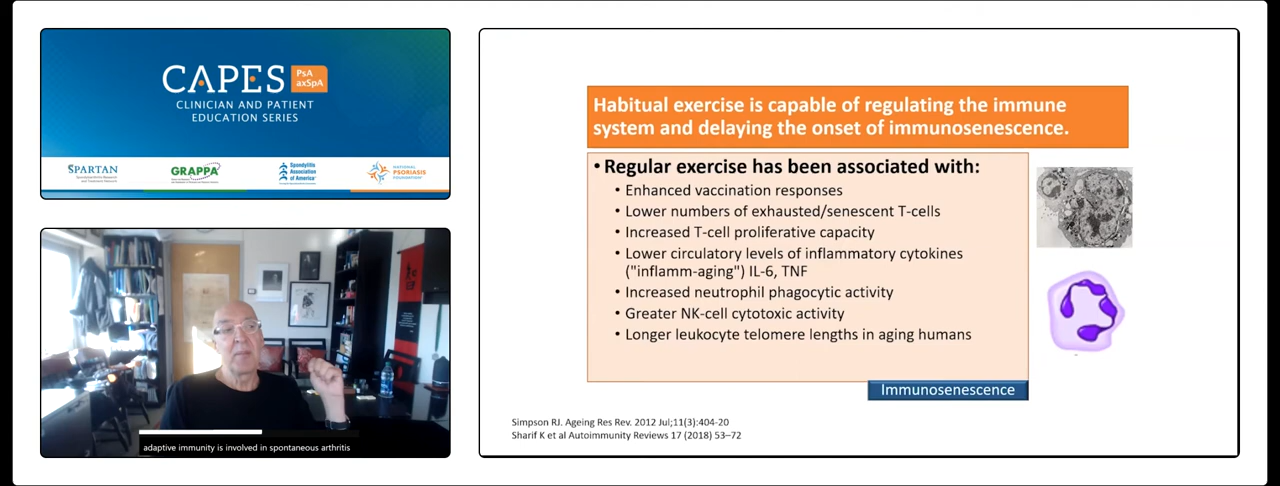 CAPES
PsA
axSpA
CLINICIAN AND PATIENT
EDUCATION SERIES
SPARTAN
GRAPPA
Spondylitis
Association
of America
NATIONAL
PSORIASIS
FOUNDATION
adaptive immunity is involved in spontaneous arthritis
Habitual exercise is capable of regulating the immune
system and delaying the onset of immunosenescence.
• Regular exercise has been associated with:
• Enhanced vaccination responses
• Lower numbers of exhausted/senescent T-cells
• Increased T-cell proliferative capacity
• Lower circulatory levels of inflammatory cytokines
("inflamm-aging") IL-6, TNF
• Increased neutrophil phagocytic activity
• Greater NK-cell cytotoxic activity
• Longer leukocyte telomere lengths in aging humans
Immunosenescence
Simpson RJ. Ageing Res Rev. 2012 Jul;11(3):404-20
Sharif K et al Autoimmunity Reviews 17 (2018) 53–72